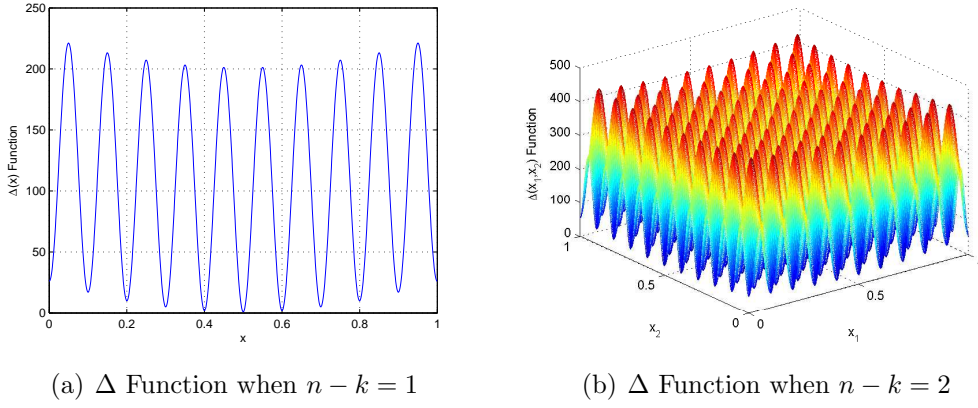 250
200
150
100
50
0
Δ(x) Function
0 0.2 0.4 0.6 0.8 1
x
(a) Δ Function when n − k = 1
500
400
300
200
100
0
Δ(x₁,x₂) Function
1 0.5 0
x₂
0 0.5
x₁
(b) Δ Function when n − k = 2